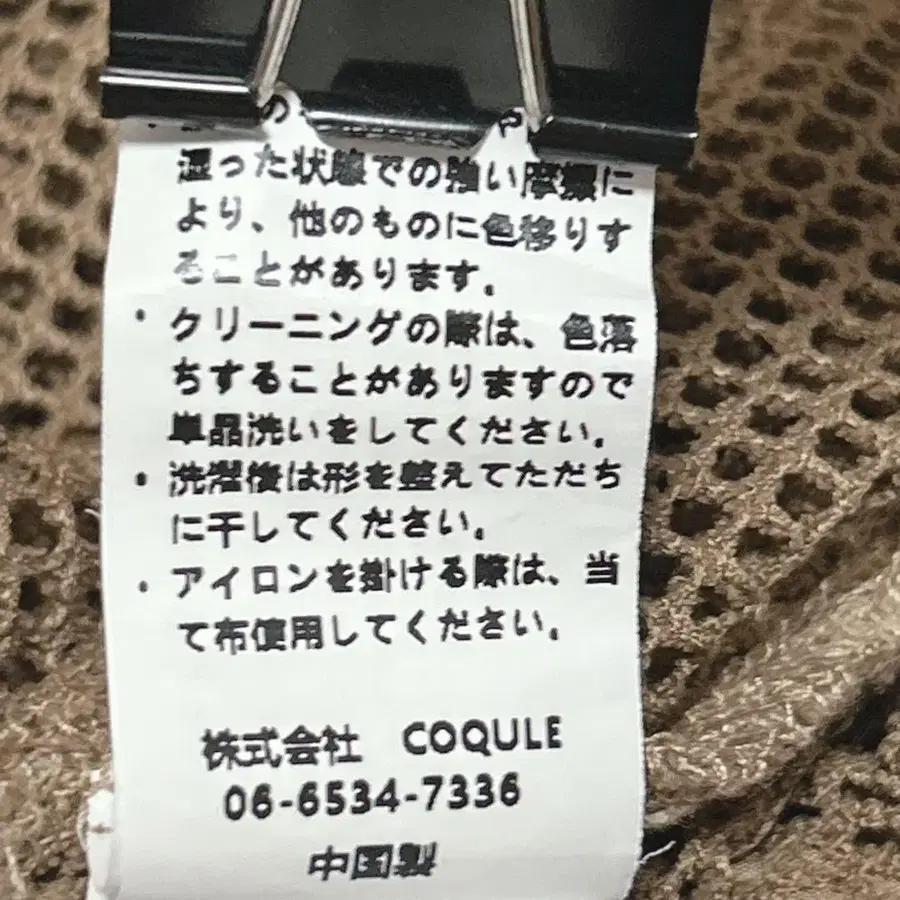 湿った状態での強い摩擦に
より、他のものに色移りす
ることがあります。
・クリーニングの際は、色落
ちすることがありますので
単品洗いをしてください。
・洗濯後は形を整えてただち
に干してください。
・アイロンを掛ける際は、当
て布使用してください。
株式会社 COQULE
06-6534-7336
中国製